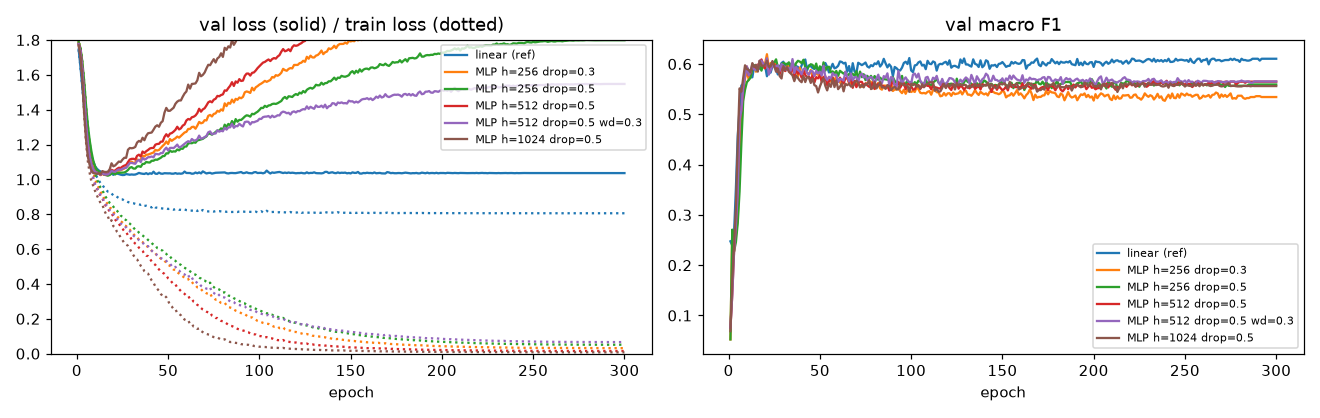 val loss (solid) / train loss (dotted)
1.8
1.6
1.4
1.2
1.0
0.8
0.6
0.4
0.2
0.0
linear (ref)
MLP h=256 drop=0.3
MLP h=256 drop=0.5
MLP h=512 drop=0.5
MLP h=512 drop=0.5 wd=0.3
MLP h=1024 drop=0.5
0 50 100 150 200 250 300
epoch
val macro F1
0.6
0.5
0.4
0.3
0.2
0.1
linear (ref)
MLP h=256 drop=0.3
MLP h=256 drop=0.5
MLP h=512 drop=0.5
MLP h=512 drop=0.5 wd=0.3
MLP h=1024 drop=0.5
0 50 100 150 200 250 300
epoch